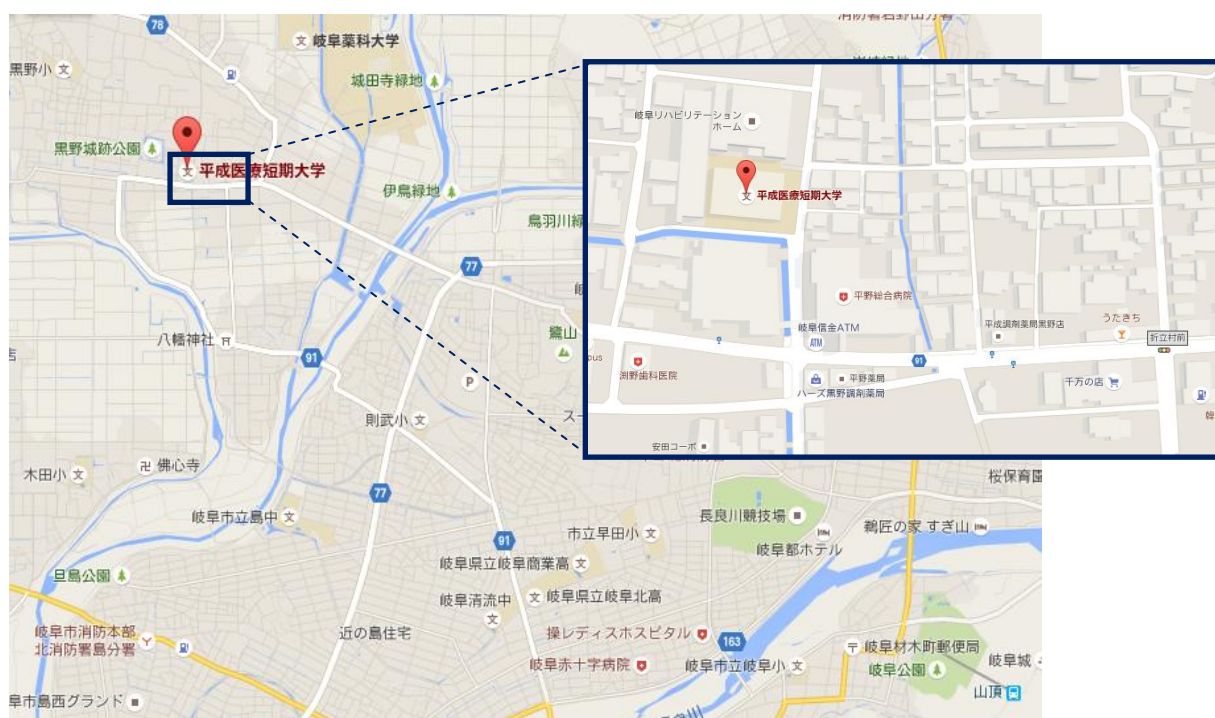 78
岐阜薬科大学
黒野小
城田寺緑地
黒野城跡公園
平成医療短期大学
伊鳥緑地
鳥羽川緑
77
八幡神社
91
鷺山
P
則武小
木田小
佛心寺
77
岐阜市立島中
91
市立早田小
長良川競技場
桜保育園
岐阜都ホテル
鵜匠の家 すぎ山
岐阜県立岐阜商業高
旦島公園
岐阜清流中
岐阜県立岐阜北高
岐阜市消防本部
北消防署島分署
近の島住宅
操レディスホスピタル
163
岐阜材木町郵便局
岐阜赤十字病院
岐阜市立岐阜小
岐阜公園
岐阜城
阜市島西グランド
山頂
岐阜リハビリテーション
ホーム
平成医療短期大学
平野総合病院
岐阜信金ATM
ATM
平成調剤薬局黒野店
うたきち
折立村前
91
渕野歯科医院
平野薬局
ハーズ黒野調剤薬局
千万の店
安田コーポ